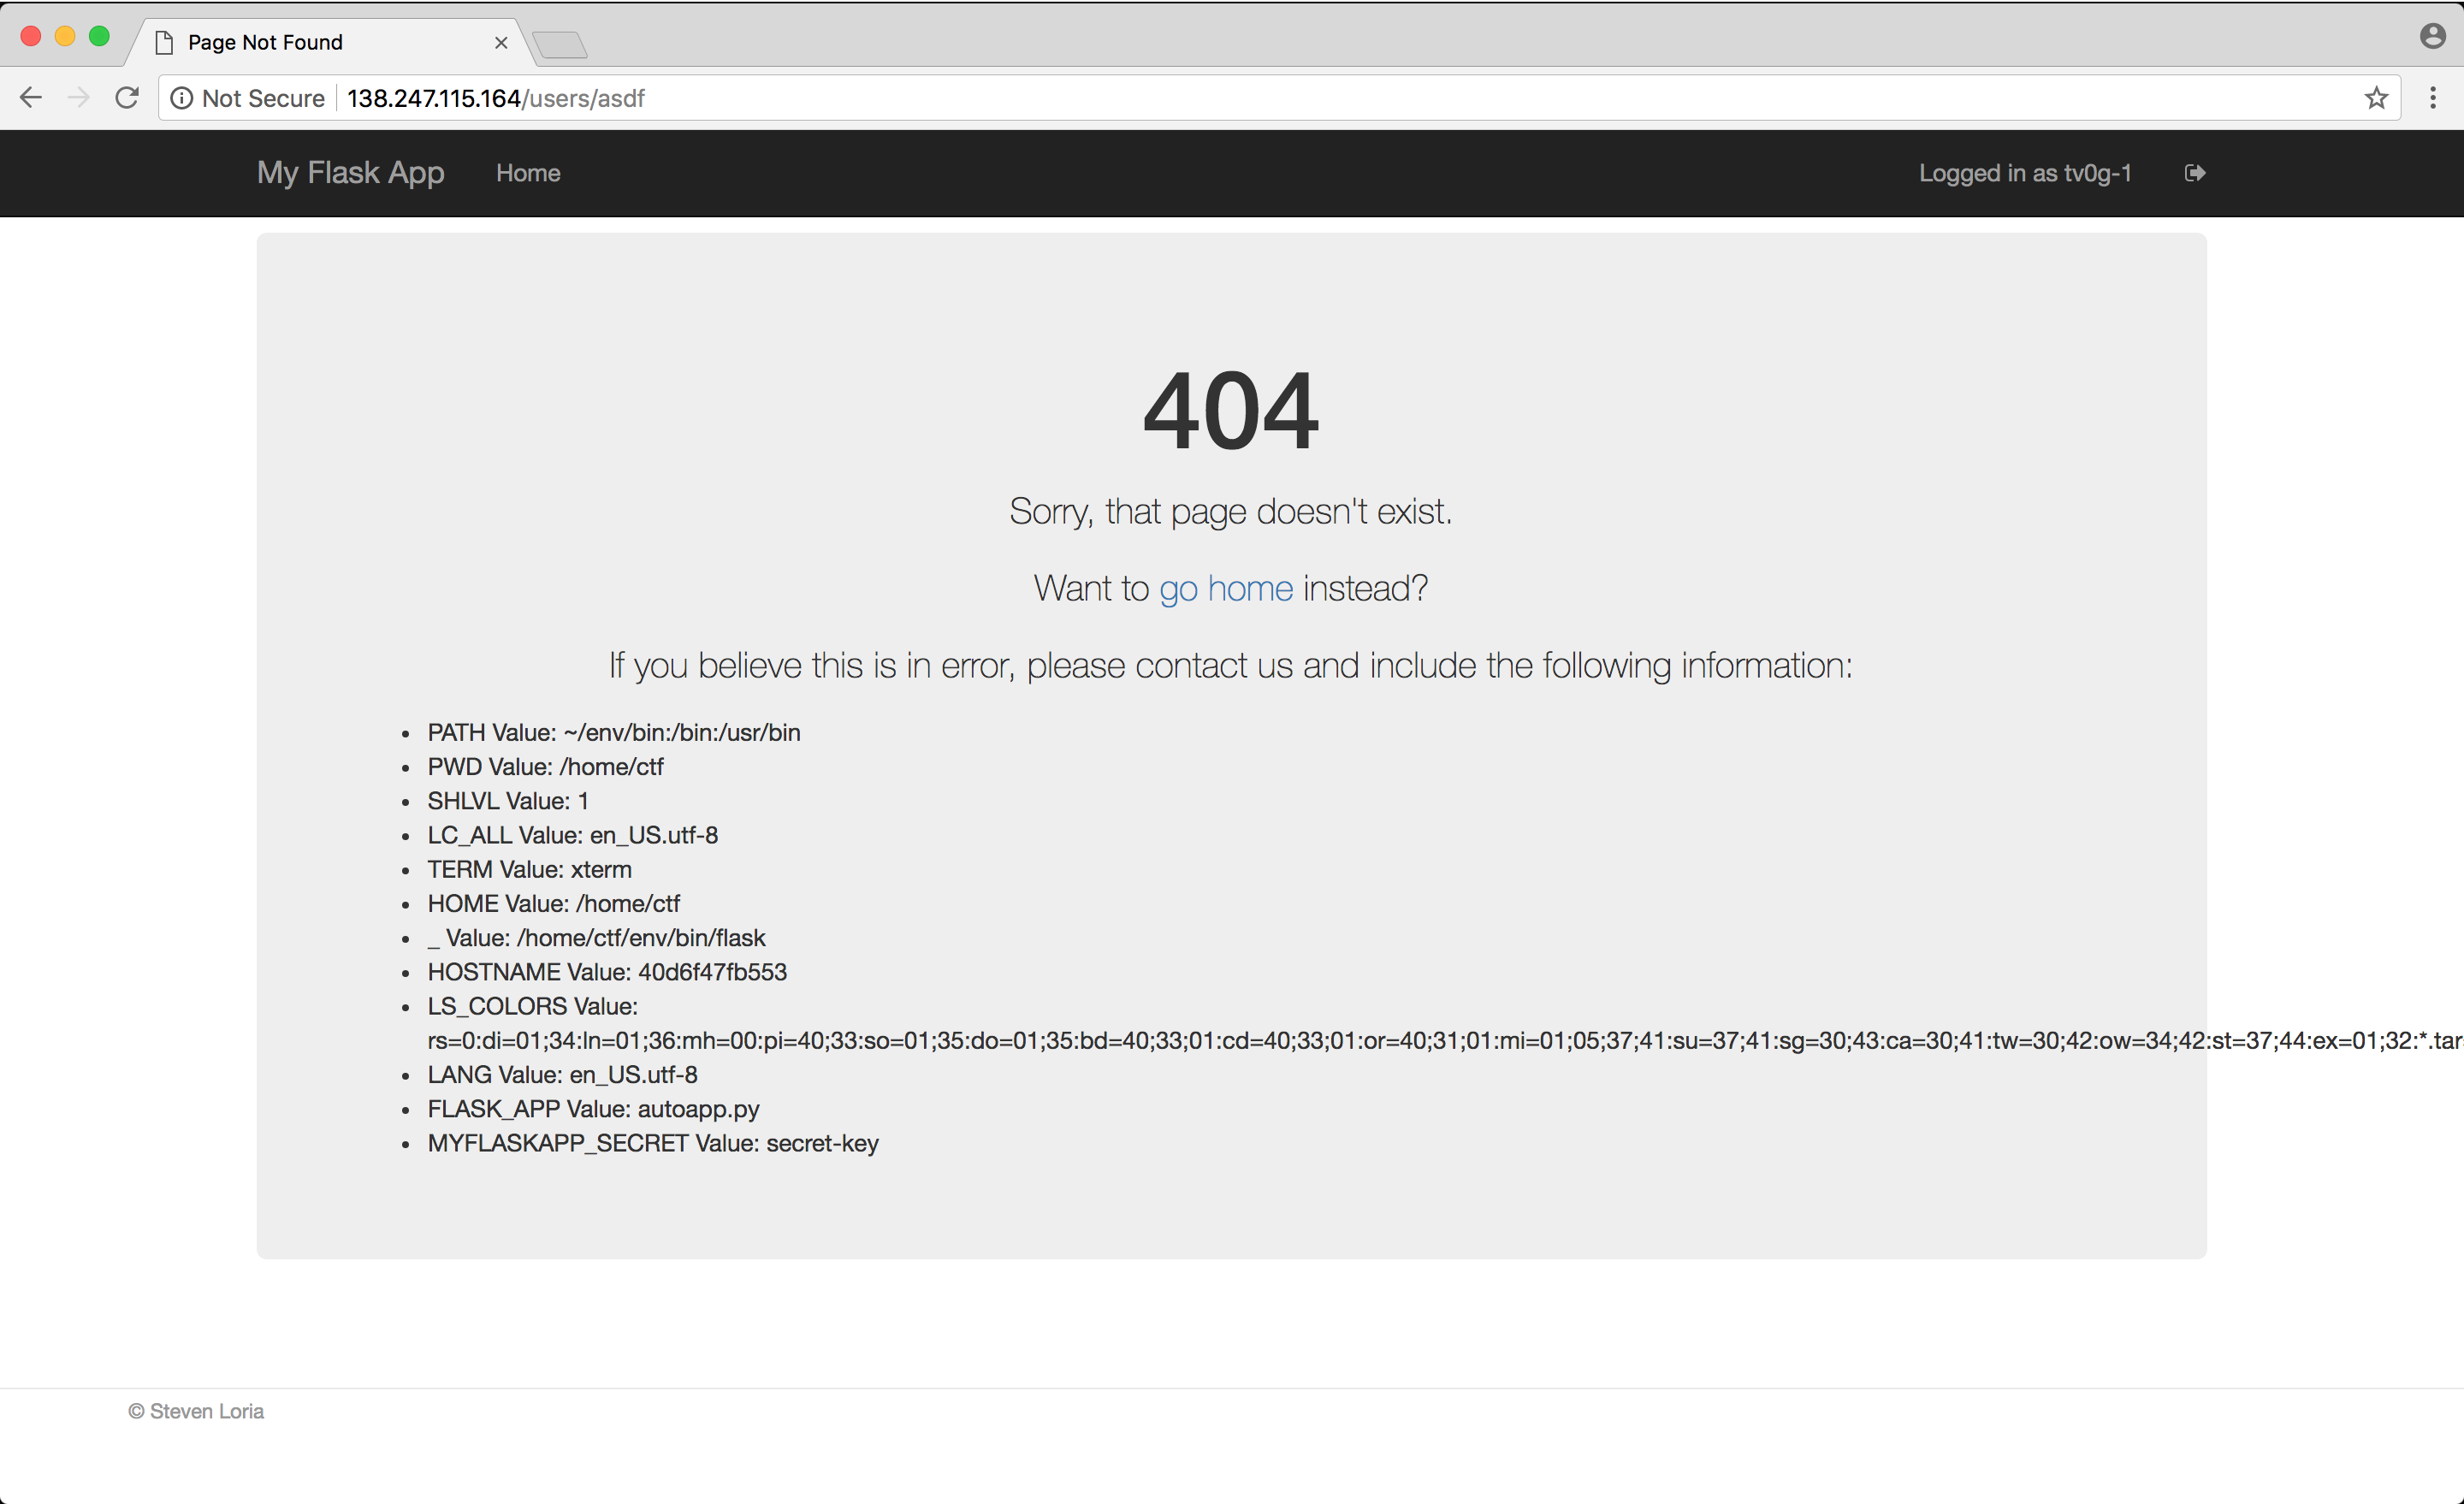 Page Not Found
Not Secure 138.247.115.164/users/asdf
My Flask App Home Logged in as tv0g-1
404
Sorry, that page doesn't exist.
Want to go home instead?
If you believe this is in error, please contact us and include the following information:
• PATH Value: ~/env/bin:/bin:/usr/bin
• PWD Value: /home/ctf
• SHLVL Value: 1
• LC_ALL Value: en_US.utf-8
• TERM Value: xterm
• HOME Value: /home/ctf
• _ Value: /home/ctf/env/bin/flask
• HOSTNAME Value: 40d6f47fb553
• LS_COLORS Value:
rs=0:di=01;34:ln=01;36:mh=00:pi=40;33:so=01;35:do=01;35:bd=40;33;01:cd=40;33;01:or=40;31;01:mi=01;05;37;41:su=37;41:sg=30;43:ca=30;41:tw=30;42:ow=34;42:st=37;44:ex=01;32:*.tar
• LANG Value: en_US.utf-8
• FLASK_APP Value: autoapp.py
• MYFLASKAPP_SECRET Value: secret-key
© Steven Loria